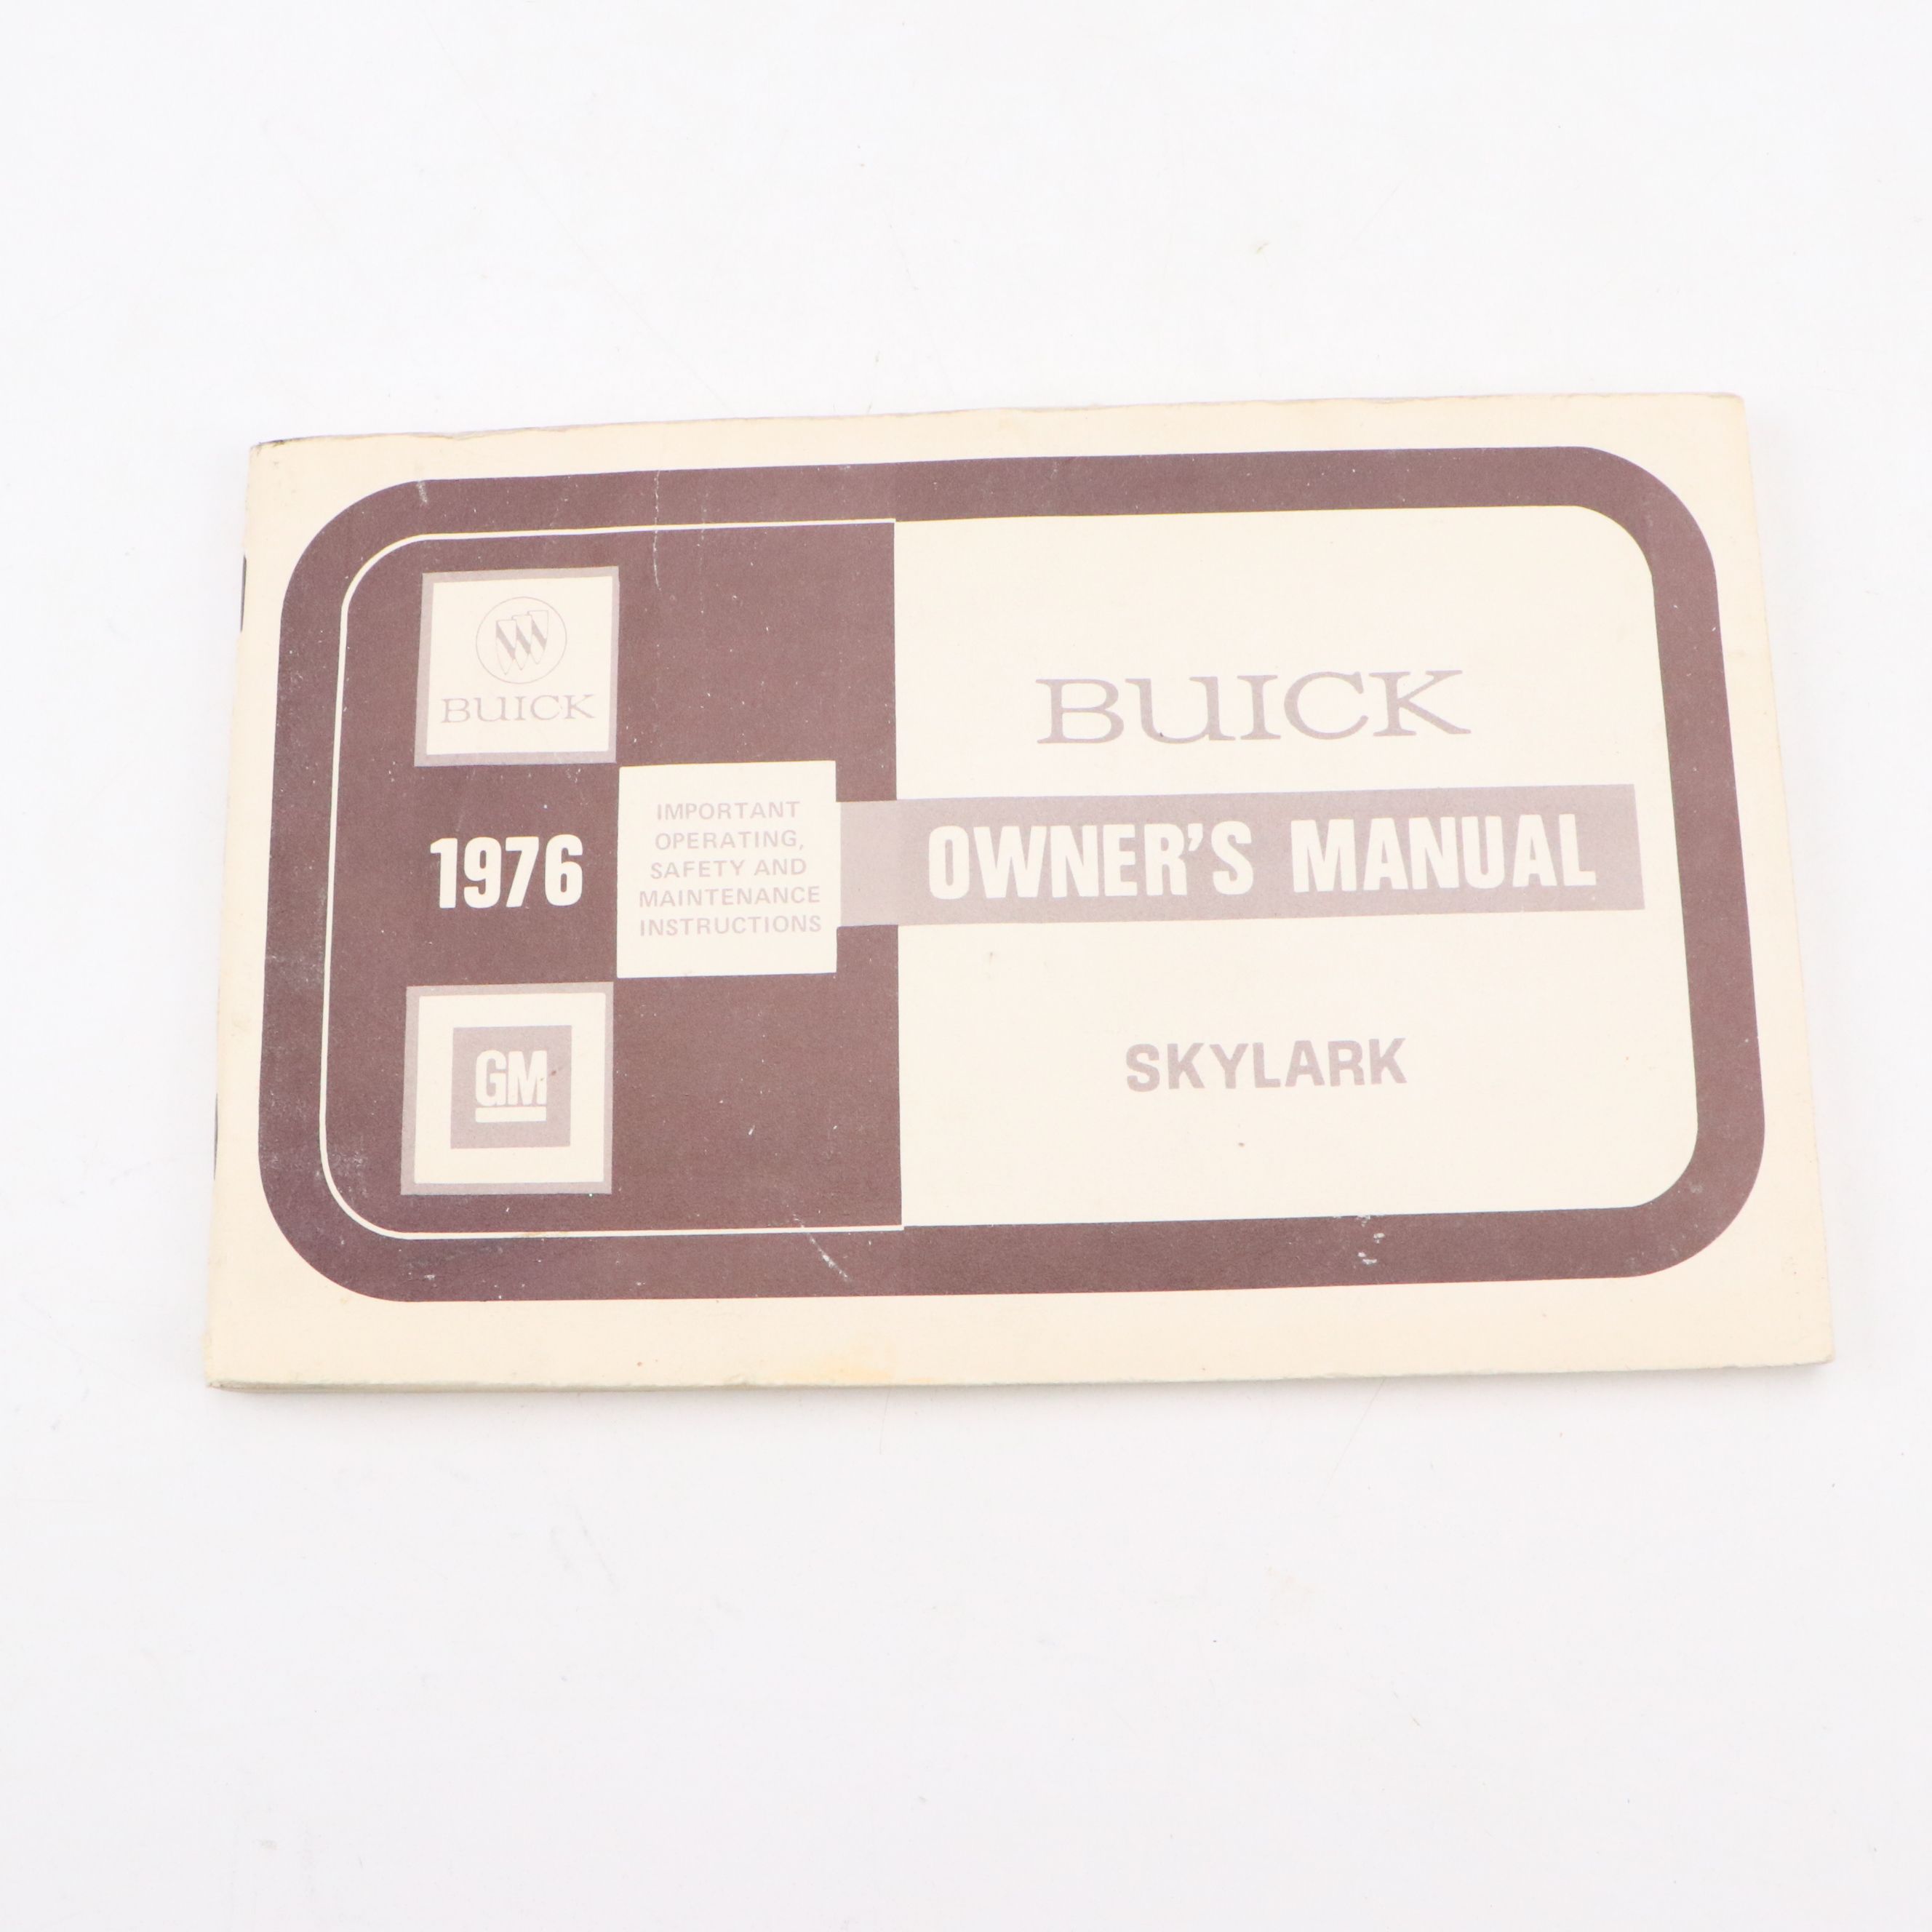 BUICK
1976
IMPORTANT
OPERATING,
SAFETY AND
MAINTENANCE
INSTRUCTIONS
GM
BUICK
OWNER'S MANUAL
SKYLARK